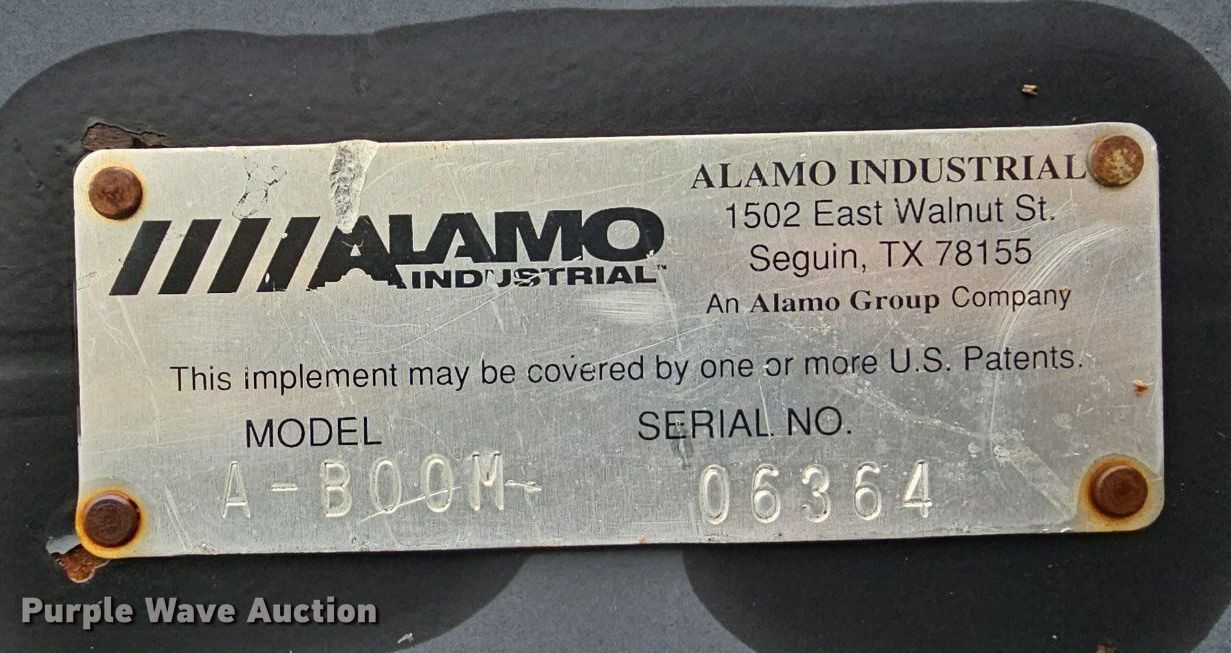 ALAMO
INDUSTRIAL™
ALAMO INDUSTRIAL
1502 East Walnut St.
Seguin, TX 78155
An Alamo Group Company
This implement may be covered by one or more U.S. Patents.
MODEL
SERIAL NO.
A-BOOM-
06364
Purple Wave Auction